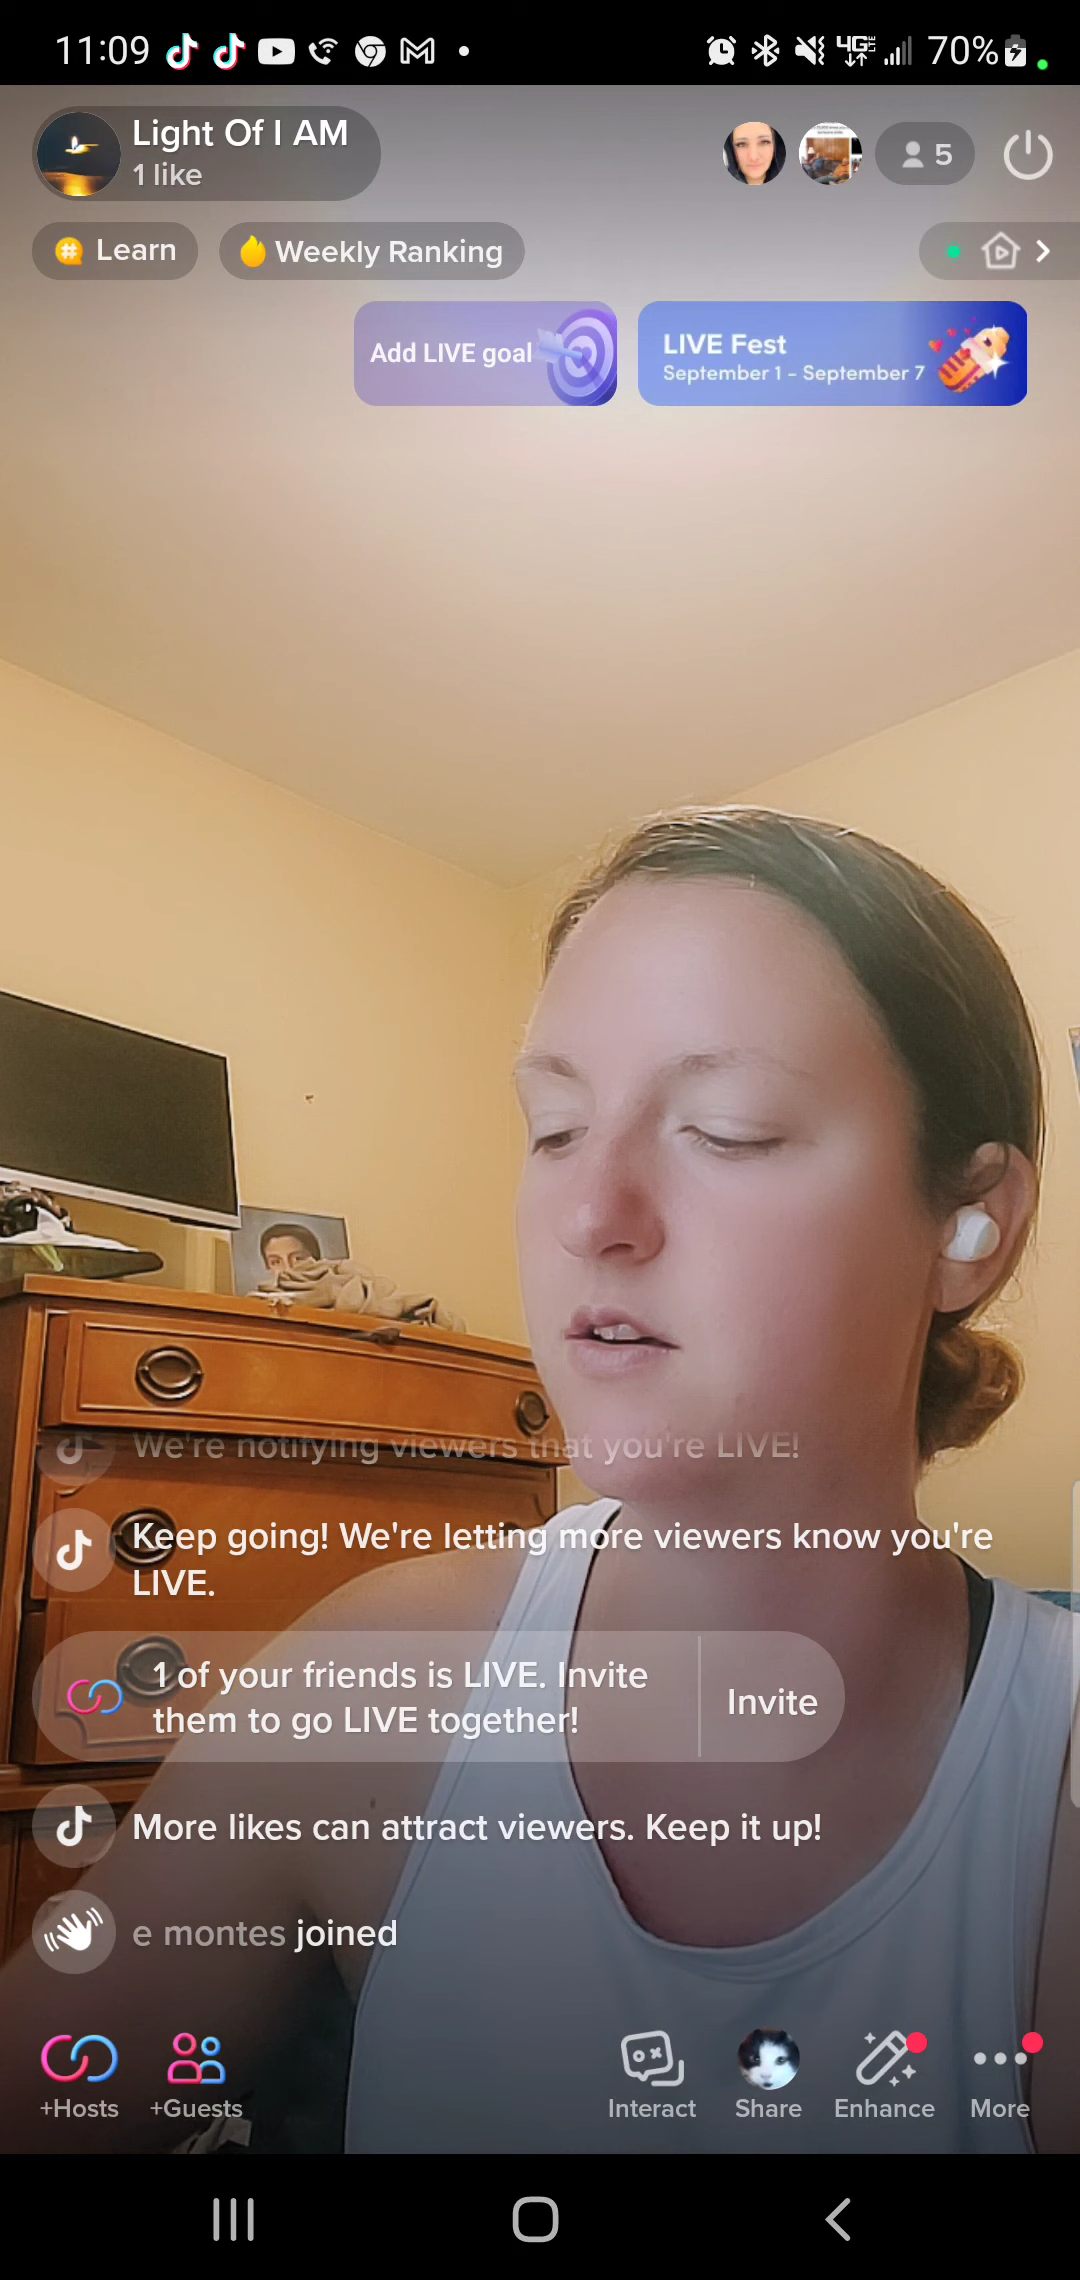 11:09
70%
Light Of I AM
1 like
5
Learn
Weekly Ranking
Add LIVE goal
LIVE Fest
September 1 - September 7
We're notifying viewers that you're LIVE!
Keep going! We're letting more viewers know you're
LIVE.
1 of your friends is LIVE. Invite
them to go LIVE together!
Invite
More likes can attract viewers. Keep it up!
e montes joined
+Hosts
+Guests
Interact
Share
Enhance
More